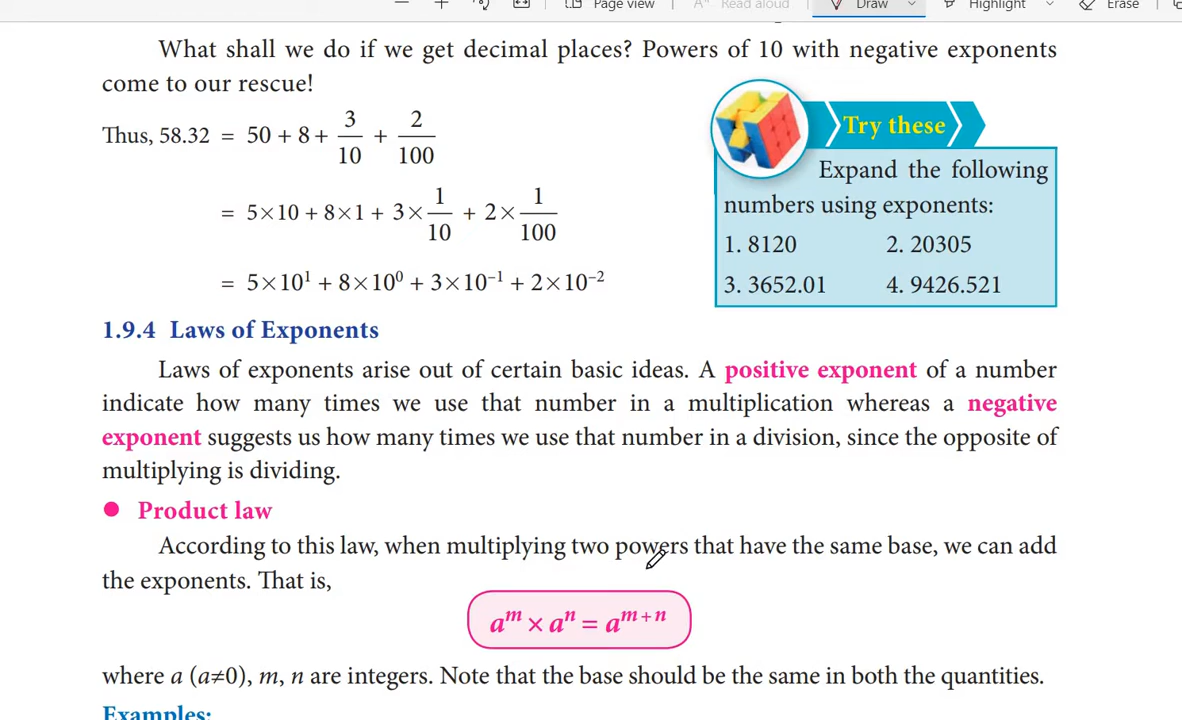 Page view
Read aloud
Draw
Highlight
Erase
What shall we do if we get decimal places? Powers of 10 with negative exponents
come to our rescue!
Thus, 58.32 = 50 + 8 + 3/10 + 2/100
= 5×10 + 8×1 + 3× 1/10 + 2× 1/100
= 5×10¹ + 8×10⁰ + 3×10⁻¹ + 2×10⁻²
Try these
Expand the following
numbers using exponents:
1. 8120 2. 20305
3. 3652.01 4. 9426.521
1.9.4 Laws of Exponents
Laws of exponents arise out of certain basic ideas. A positive exponent of a number
indicate how many times we use that number in a multiplication whereas a negative
exponent suggests us how many times we use that number in a division, since the opposite of
multiplying is dividing.
● Product law
According to this law, when multiplying two powers that have the same base, we can add
the exponents. That is,
aᵐ × aⁿ = aᵐ⁺ⁿ
where a (a≠0), m, n are integers. Note that the base should be the same in both the quantities.
Examples: